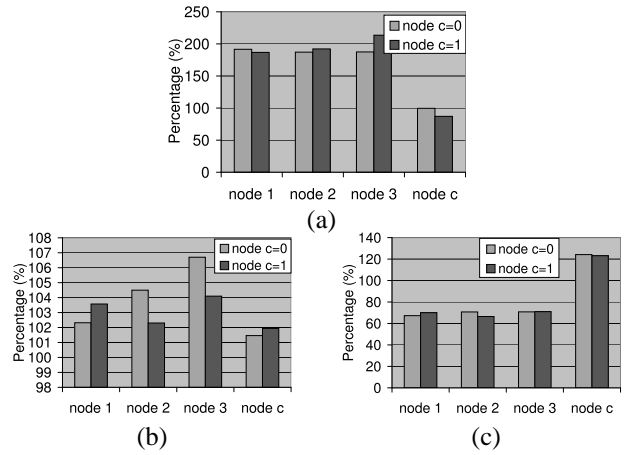 250
200
150
100
50
0
Percentage (%)
node c=0
node c=1
node 1 node 2 node 3 node c
(a)
108
107
106
105
104
103
102
101
100
99
98
Percentage (%)
node c=0
node c=1
node 1 node 2 node 3 node c
(b)
140
120
100
80
60
40
20
0
Percentage (%)
node c=0
node c=1
node 1 node 2 node 3 node c
(c)